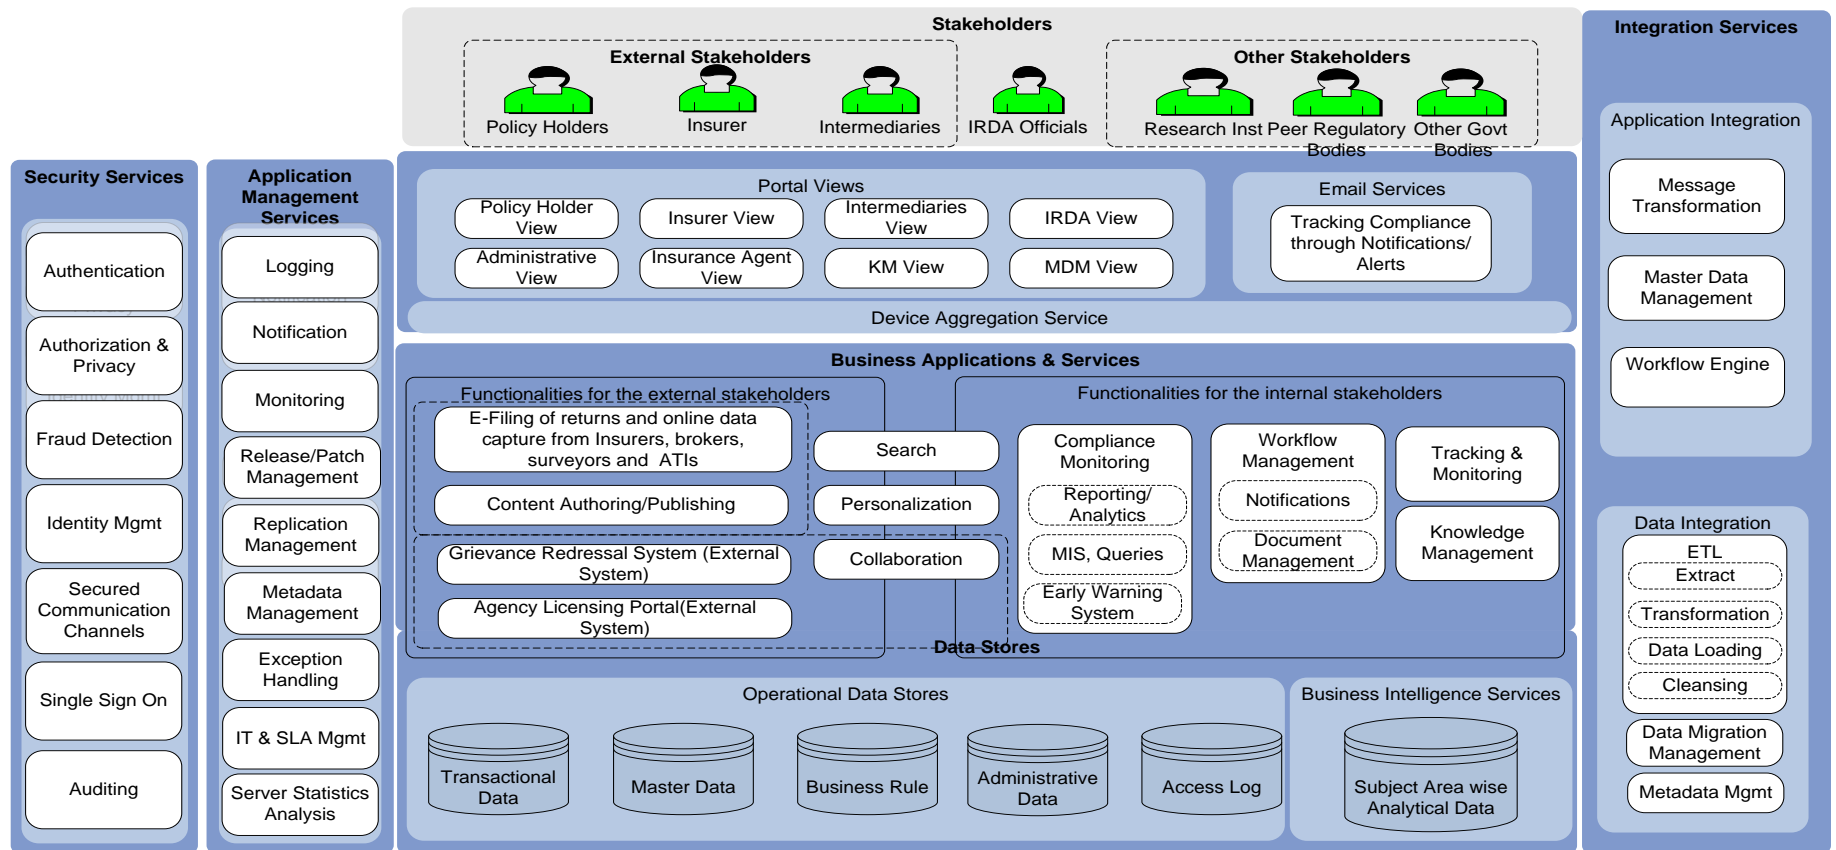 Stakeholders
External Stakeholders
Other Stakeholders
Policy Holders
Insurer
Intermediaries
IRDA Officials
Research Inst
Peer Regulatory
Bodies
Other Govt
Bodies
Security Services
Authentication
Authorization &
Privacy
Fraud Detection
Identity Mgmt
Secured
Communication
Channels
Single Sign On
Auditing
Application
Management
Services
Logging
Notification
Monitoring
Release/Patch
Management
Replication
Management
Metadata
Management
Exception
Handling
IT & SLA Mgmt
Server Statistics
Analysis
Portal Views
Policy Holder
View
Insurer View
Intermediaries
View
IRDA View
Administrative
View
Insurance Agent
View
KM View
MDM View
Email Services
Tracking Compliance
through Notifications/
Alerts
Device Aggregation Service
Business Applications & Services
Functionalities for the external stakeholders
E-Filing of returns and online data
capture from Insurers, brokers,
surveyors and ATIs
Content Authoring/Publishing
Grievance Redressal System (External
System)
Agency Licensing Portal(External
System)
Search
Personalization
Collaboration
Functionalities for the internal stakeholders
Compliance
Monitoring
Reporting/
Analytics
MIS, Queries
Early Warning
System
Workflow
Management
Notifications
Document
Management
Tracking &
Monitoring
Knowledge
Management
Data Stores
Operational Data Stores
Transactional
Data
Master Data
Business Rule
Administrative
Data
Access Log
Business Intelligence Services
Subject Area wise
Analytical Data
Integration Services
Application Integration
Message
Transformation
Master Data
Management
Workflow Engine
Data Integration
ETL
Extract
Transformation
Data Loading
Cleansing
Data Migration
Management
Metadata Mgmt